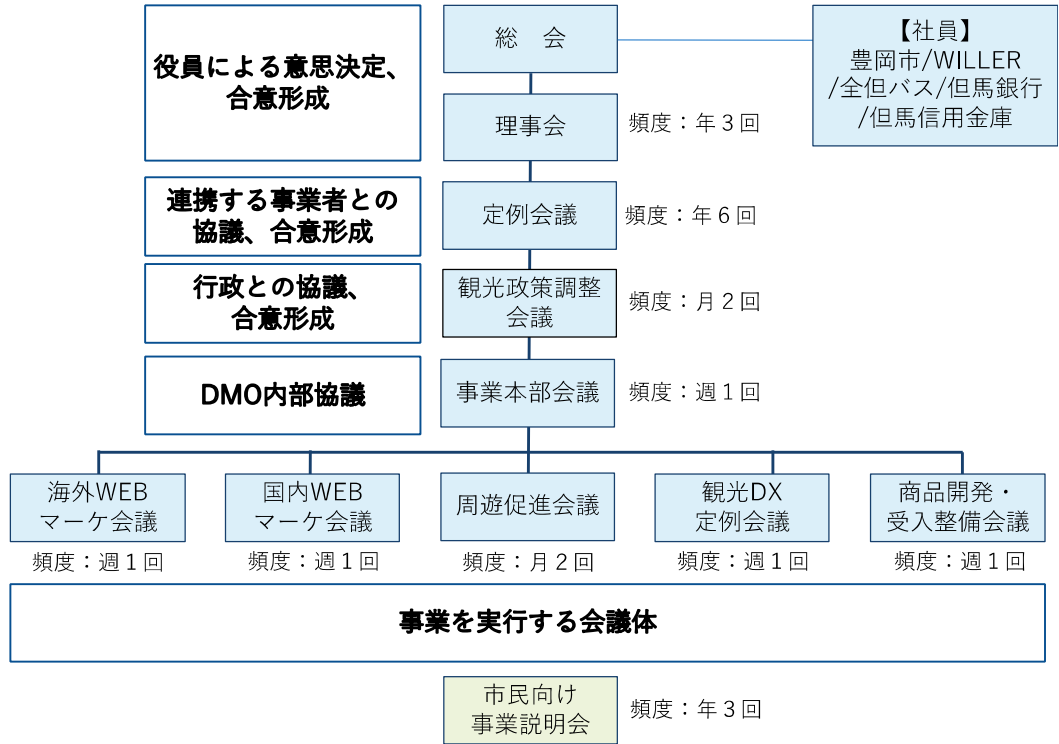 役員による意思決定、
合意形成
総　会
【社員】
豊岡市/WILLER
/全但バス/但馬銀行
/但馬信用金庫
理事会
頻度：年３回
連携する事業者との
協議、合意形成
定例会議
頻度：年６回
行政との協議、
合意形成
観光政策調整
会議
頻度：月２回
DMO内部協議
事業本部会議
頻度：週１回
海外WEB
マーケ会議
頻度：週１回
国内WEB
マーケ会議
頻度：週１回
周遊促進会議
頻度：月２回
観光DX
定例会議
頻度：週１回
商品開発・
受入整備会議
頻度：週１回
事業を実行する会議体
市民向け
事業説明会
頻度：年３回